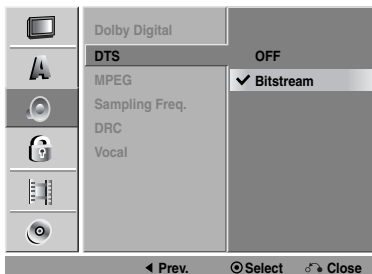 Dolby Digital
DTS
OFF
MPEG
✔ Bitstream
Sampling Freq.
DRC
Vocal
◀ Prev.
Select
Close